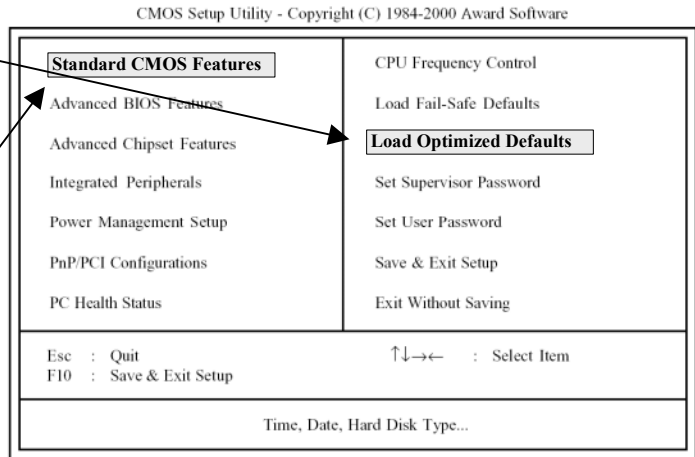 CMOS Setup Utility - Copyright (C) 1984-2000 Award Software
Standard CMOS Features
Advanced BIOS Features
Advanced Chipset Features
Integrated Peripherals
Power Management Setup
PnP/PCI Configurations
PC Health Status
CPU Frequency Control
Load Fail-Safe Defaults
Load Optimized Defaults
Set Supervisor Password
Set User Password
Save & Exit Setup
Exit Without Saving
Esc : Quit
F10 : Save & Exit Setup
↑↓→← : Select Item
Time, Date, Hard Disk Type...